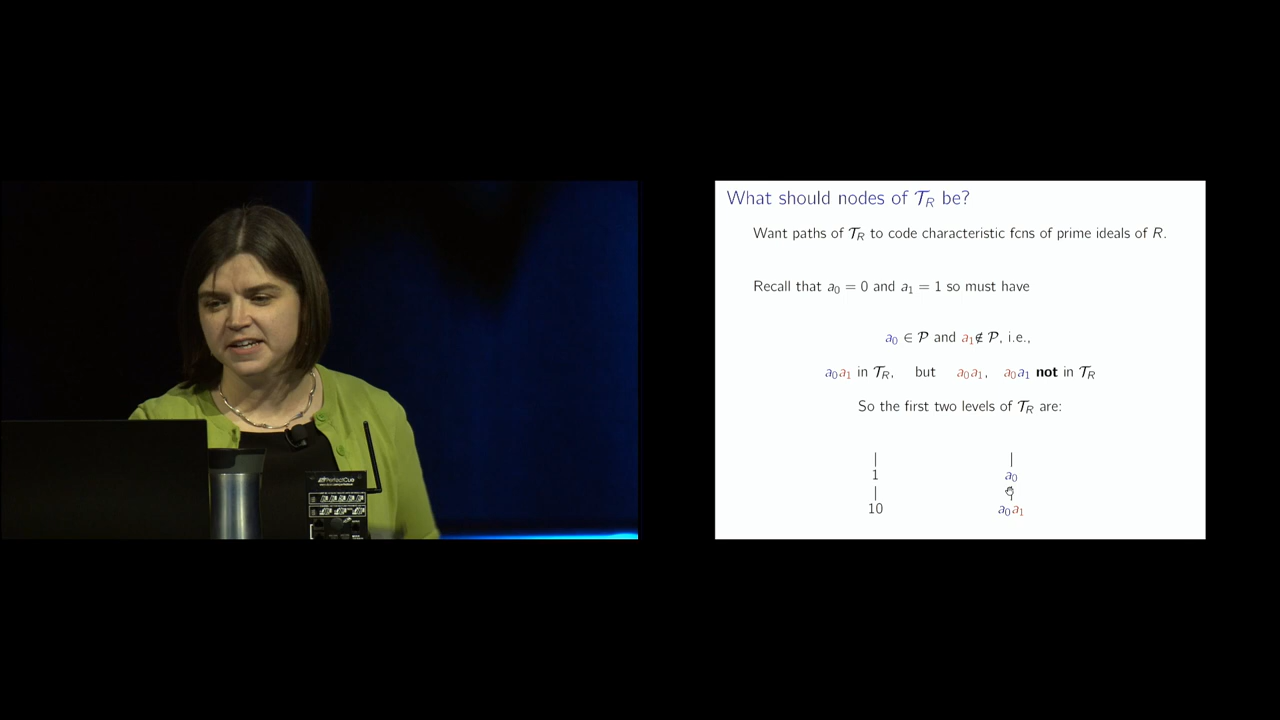 What should nodes of 𝒯_R be?
Want paths of 𝒯_R to code characteristic fcns of prime ideals of R.
Recall that a₀ = 0 and a₁ = 1 so must have
a₀ ∈ 𝒫 and a₁ ∉ 𝒫, i.e.,
a₀a₁ in 𝒯_R, but a₀a₁, a₀a₁ not in 𝒯_R
So the first two levels of 𝒯_R are:
1 a₀
10 a₀a₁
PerfectCue